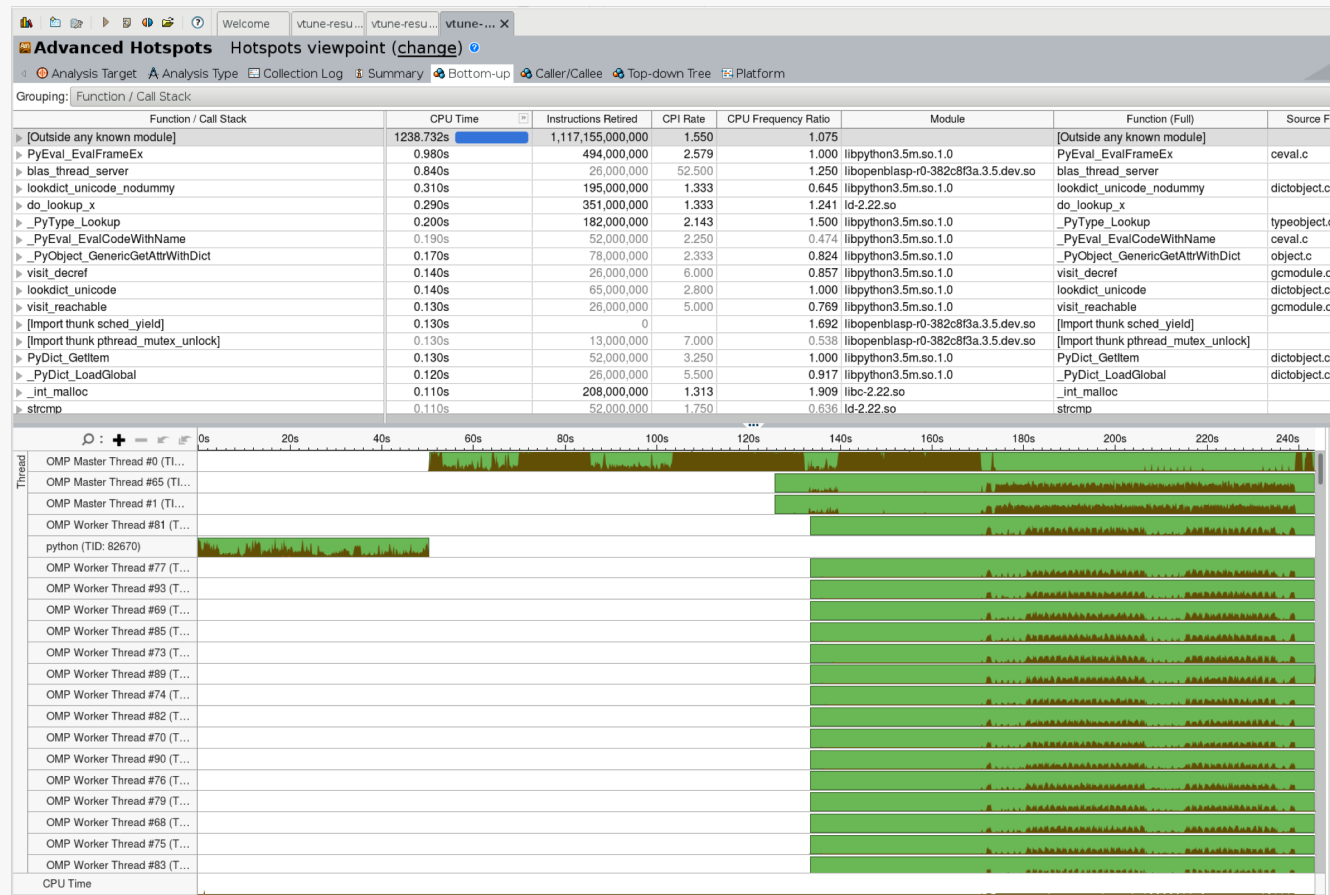 Welcome vtune-resu... vtune-resu... vtune-...
Advanced Hotspots Hotspots viewpoint (change)
Analysis Target Analysis Type Collection Log Summary Bottom-up Caller/Callee Top-down Tree Platform
Grouping: Function / Call Stack
Function / Call Stack CPU Time Instructions Retired CPI Rate CPU Frequency Ratio Module Function (Full) Source F
[Outside any known module] 1238.732s 1,117,155,000,000 1.550 1.075 [Outside any known module]
PyEval_EvalFrameEx 0.980s 494,000,000 2.579 1.000 libpython3.5m.so.1.0 PyEval_EvalFrameEx ceval.c
blas_thread_server 0.840s 26,000,000 52.500 1.250 libopenblasp-r0-382c8f3a.3.5.dev.so blas_thread_server
lookdict_unicode_nodummy 0.310s 195,000,000 1.333 0.645 libpython3.5m.so.1.0 lookdict_unicode_nodummy dictobject.c
do_lookup_x 0.290s 351,000,000 1.333 1.241 ld-2.22.so do_lookup_x
_PyType_Lookup 0.200s 182,000,000 2.143 1.500 libpython3.5m.so.1.0 _PyType_Lookup typeobject.c
_PyEval_EvalCodeWithName 0.190s 52,000,000 2.250 0.474 libpython3.5m.so.1.0 _PyEval_EvalCodeWithName ceval.c
_PyObject_GenericGetAttrWithDict 0.170s 78,000,000 2.333 0.824 libpython3.5m.so.1.0 _PyObject_GenericGetAttrWithDict object.c
visit_decref 0.140s 26,000,000 6.000 0.857 libpython3.5m.so.1.0 visit_decref gcmodule.c
lookdict_unicode 0.140s 65,000,000 2.800 1.000 libpython3.5m.so.1.0 lookdict_unicode dictobject.c
visit_reachable 0.130s 26,000,000 5.000 0.769 libpython3.5m.so.1.0 visit_reachable gcmodule.c
[Import thunk sched_yield] 0.130s 0 1.692 libopenblasp-r0-382c8f3a.3.5.dev.so [Import thunk sched_yield]
[Import thunk pthread_mutex_unlock] 0.130s 13,000,000 7.000 0.538 libopenblasp-r0-382c8f3a.3.5.dev.so [Import thunk pthread_mutex_unlock]
PyDict_GetItem 0.130s 52,000,000 3.250 1.000 libpython3.5m.so.1.0 PyDict_GetItem dictobject.c
_PyDict_LoadGlobal 0.120s 26,000,000 5.500 0.917 libpython3.5m.so.1.0 _PyDict_LoadGlobal dictobject.c
_int_malloc 0.110s 208,000,000 1.313 1.909 libc-2.22.so _int_malloc
strcmp 0.110s 52,000,000 1.750 0.636 ld-2.22.so strcmp
0s 20s 40s 60s 80s 100s 120s 140s 160s 180s 200s 220s 240s
Thread
OMP Master Thread #0 (TI...
OMP Master Thread #65 (TI...
OMP Master Thread #1 (TI...
OMP Worker Thread #81 (T...
python (TID: 82670)
OMP Worker Thread #77 (T...
OMP Worker Thread #93 (T...
OMP Worker Thread #69 (T...
OMP Worker Thread #85 (T...
OMP Worker Thread #73 (T...
OMP Worker Thread #89 (T...
OMP Worker Thread #74 (T...
OMP Worker Thread #82 (T...
OMP Worker Thread #70 (T...
OMP Worker Thread #90 (T...
OMP Worker Thread #76 (T...
OMP Worker Thread #79 (T...
OMP Worker Thread #68 (T...
OMP Worker Thread #75 (T...
OMP Worker Thread #83 (T...
CPU Time